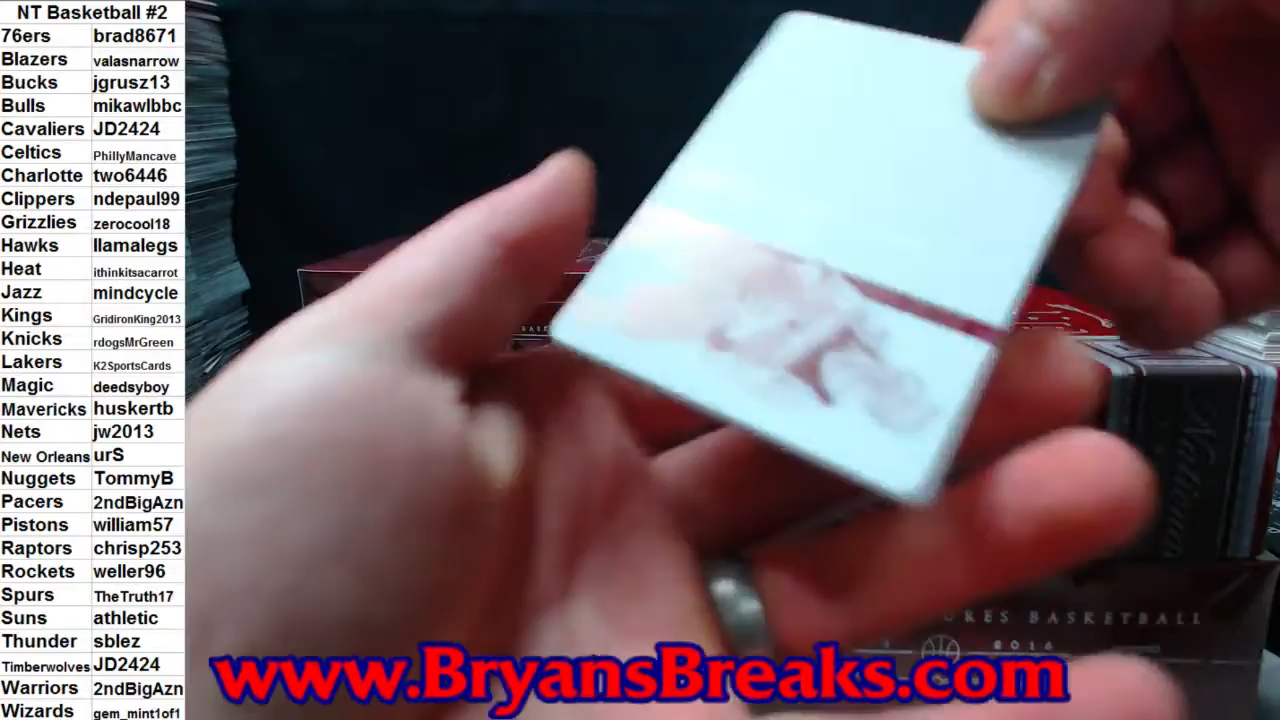 NT Basketball #2
76ers brad8671
Blazers valasnarrow
Bucks jgrusz13
Bulls mikawlbbc
Cavaliers JD2424
Celtics PhillyMancave
Charlotte two6446
Clippers ndepaul99
Grizzlies zerocool18
Hawks llamalegs
Heat ithinkitsacarrot
Jazz mindcycle
Kings GridironKing2013
Knicks rdogsMrGreen
Lakers K2SportsCards
Magic deedsyboy
Mavericks huskertb
Nets jw2013
New Orleans urS
Nuggets TommyB
Pacers 2ndBigAzn
Pistons william57
Raptors chrisp253
Rockets weller96
Spurs TheTruth17
Suns athletic
Thunder sblez
Timberwolves JD2424
Warriors 2ndBigAzn
Wizards gem_mint1of1
BASKETBALL
2016
www.BryansBreaks.com